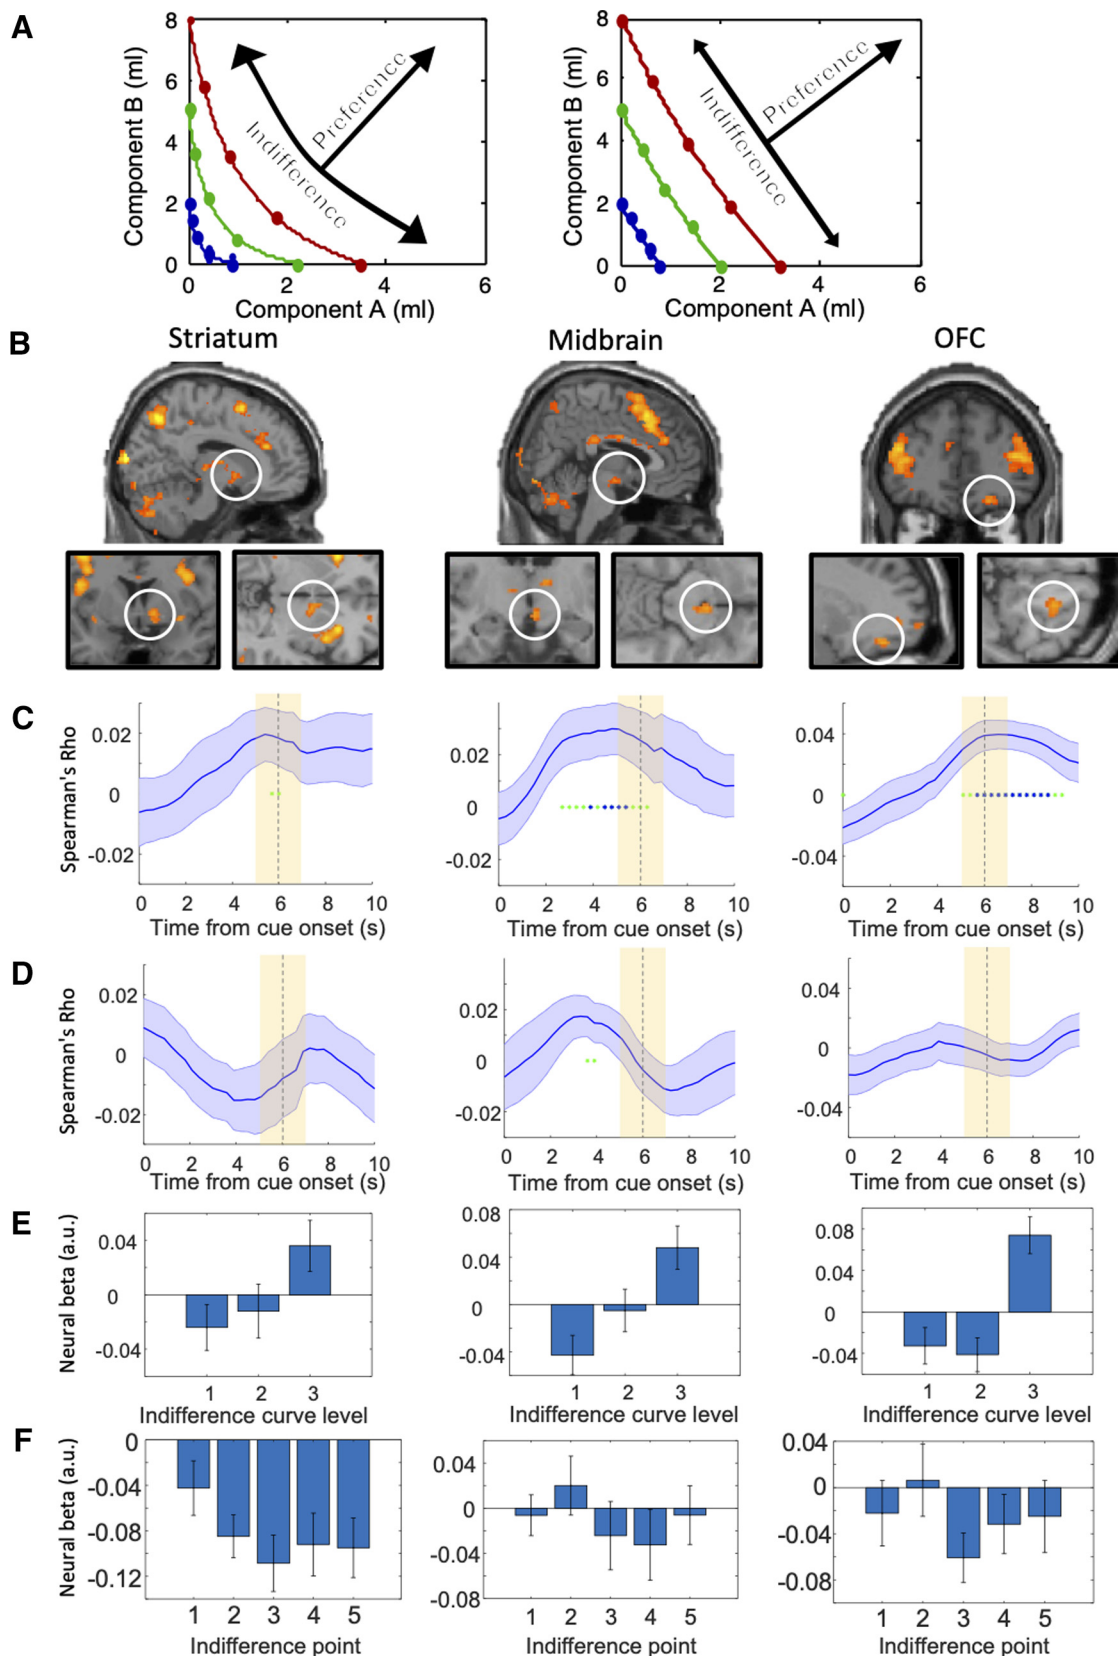 A
8
6
4
2
0
Component B (ml)
Indifference
Preference
0
2
4
6
Component A (ml)
8
6
4
2
0
Component B (ml)
Indifference
Preference
0
2
4
6
Component A (ml)
B
Striatum
Midbrain
OFC
C
Spearman's Rho
0.02
0
-0.02
0 2 4 6 8 10
Time from cue onset (s)
0.02
0
-0.02
0 2 4 6 8 10
Time from cue onset (s)
0.04
0
-0.04
0 2 4 6 8 10
Time from cue onset (s)
D
Spearman's Rho
0.02
0
-0.02
0 2 4 6 8 10
Time from cue onset (s)
0.02
0
-0.02
0 2 4 6 8 10
Time from cue onset (s)
0.04
0
-0.04
0 2 4 6 8 10
Time from cue onset (s)
E
Neural beta (a.u.)
0.04
0
-0.04
1 2 3
Indifference curve level
0.08
0.04
0
-0.04
1 2 3
Indifference curve level
0.08
0.04
0
-0.04
1 2 3
Indifference curve level
F
Neural beta (a.u.)
0
-0.04
-0.08
-0.12
1 2 3 4 5
Indifference point
0.04
0
-0.04
-0.08
1 2 3 4 5
Indifference point
0.04
0
-0.04
-0.08
1 2 3 4 5
Indifference point